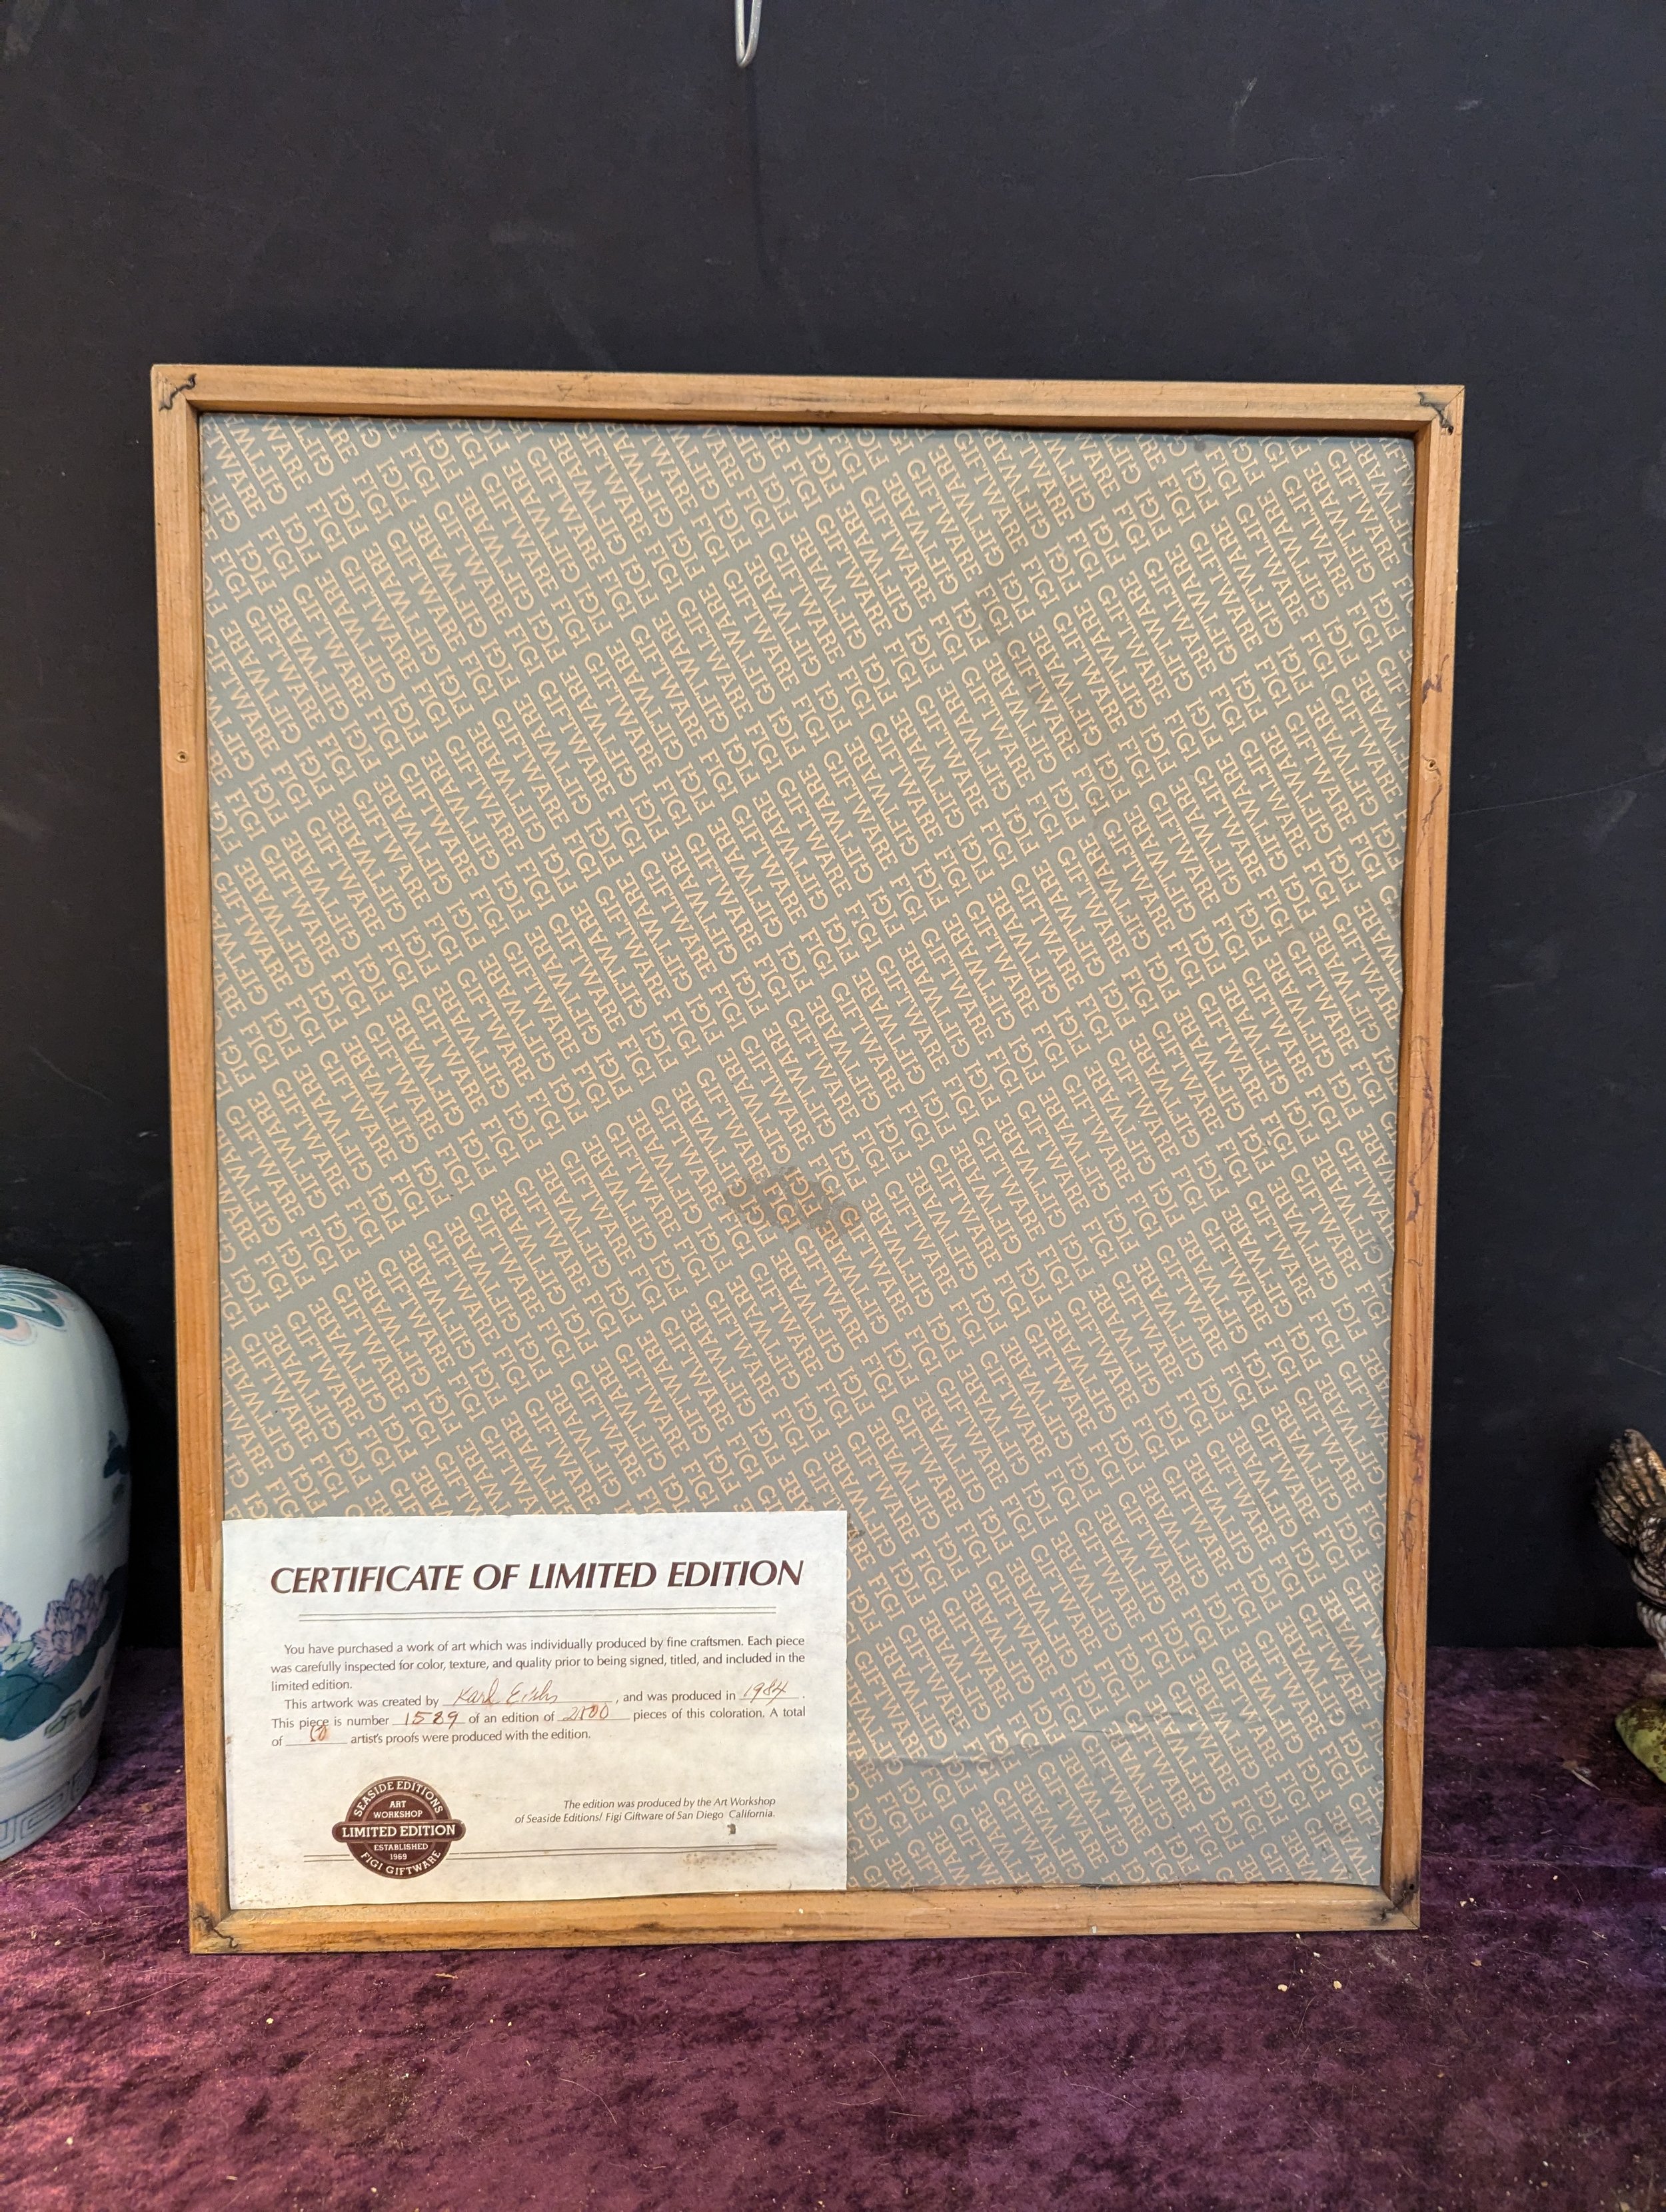 FIGI GIFTWARE
CERTIFICATE OF LIMITED EDITION
You have purchased a work of art which was individually produced by fine craftsmen. Each piece
was carefully inspected for color, texture, and quality prior to being signed, titled, and included in the
limited edition.
This artwork was created by Karl , and was produced in 1984 .
This piece is number 1589 of an edition of 2100 pieces of this coloration. A total
of artist's proofs were produced with the edition.
SEASIDE EDITIONS
ART
WORKSHOP
LIMITED EDITION
ESTABLISHED
1969
FIGI GIFTWARE
The edition was produced by the Art Workshop
of Seaside Editions/ Figi Giftware of San Diego California.